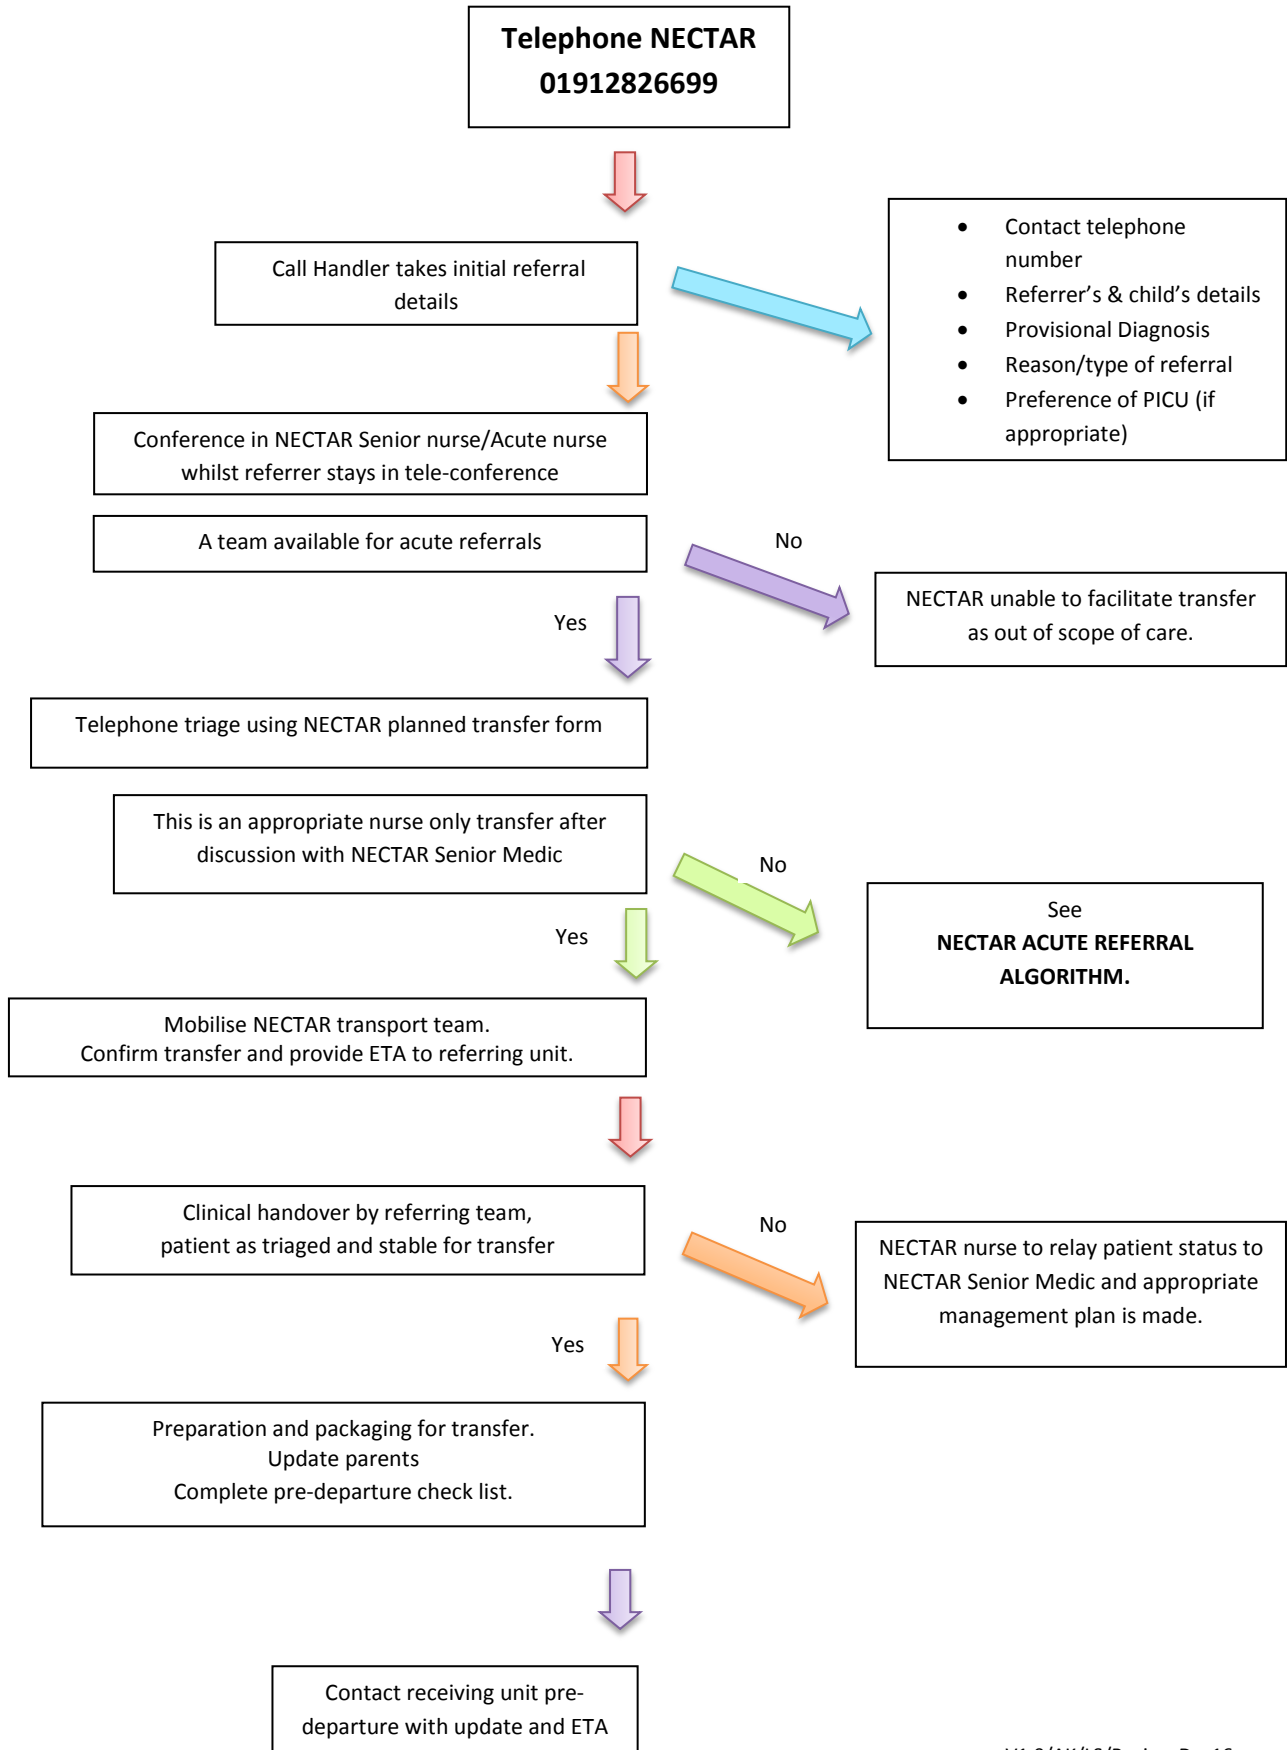 Telephone NECTAR
01912826699
Call Handler takes initial referral
details
• Contact telephone
number
• Referrer's & child's details
• Provisional Diagnosis
• Reason/type of referral
• Preference of PICU (if
appropriate)
Conference in NECTAR Senior nurse/Acute nurse
whilst referrer stays in tele-conference
A team available for acute referrals
No
NECTAR unable to facilitate transfer
as out of scope of care.
Yes
Telephone triage using NECTAR planned transfer form
This is an appropriate nurse only transfer after
discussion with NECTAR Senior Medic
No
See
NECTAR ACUTE REFERRAL
ALGORITHM.
Yes
Mobilise NECTAR transport team.
Confirm transfer and provide ETA to referring unit.
Clinical handover by referring team,
patient as triaged and stable for transfer
No
NECTAR nurse to relay patient status to
NECTAR Senior Medic and appropriate
management plan is made.
Yes
Preparation and packaging for transfer.
Update parents
Complete pre-departure check list.
Contact receiving unit pre-
departure with update and ETA